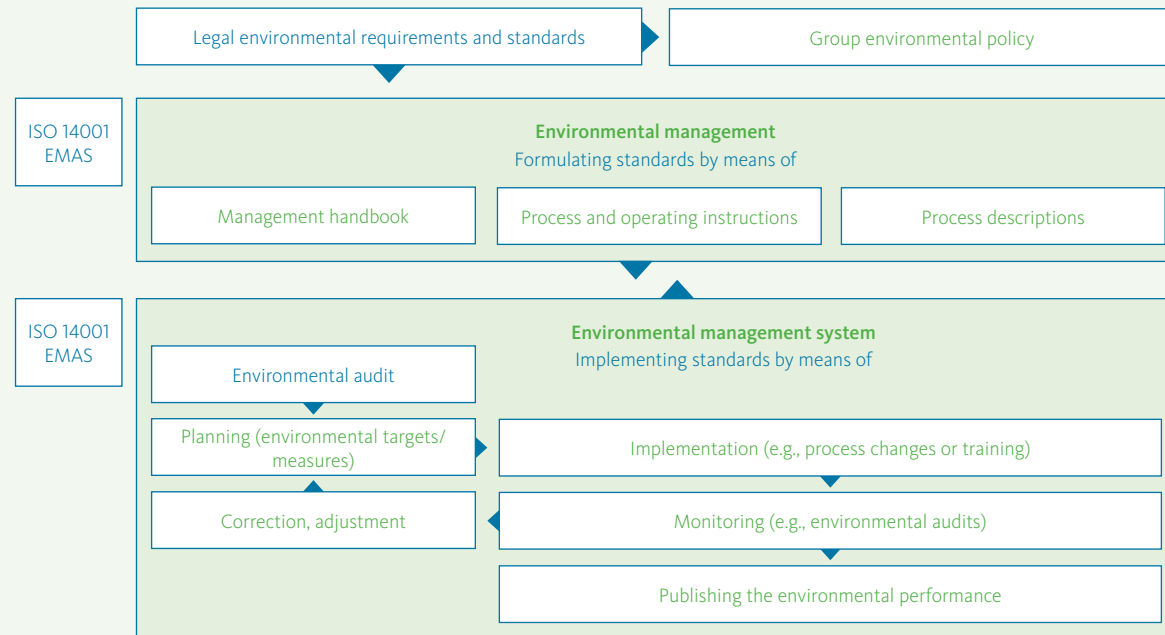 Legal environmental requirements and standards
Group environmental policy
ISO 14001
EMAS
Environmental management
Formulating standards by means of
Management handbook
Process and operating instructions
Process descriptions
ISO 14001
EMAS
Environmental management system
Implementing standards by means of
Environmental audit
Planning (environmental targets/
measures)
Implementation (e.g., process changes or training)
Correction, adjustment
Monitoring (e.g., environmental audits)
Publishing the environmental performance